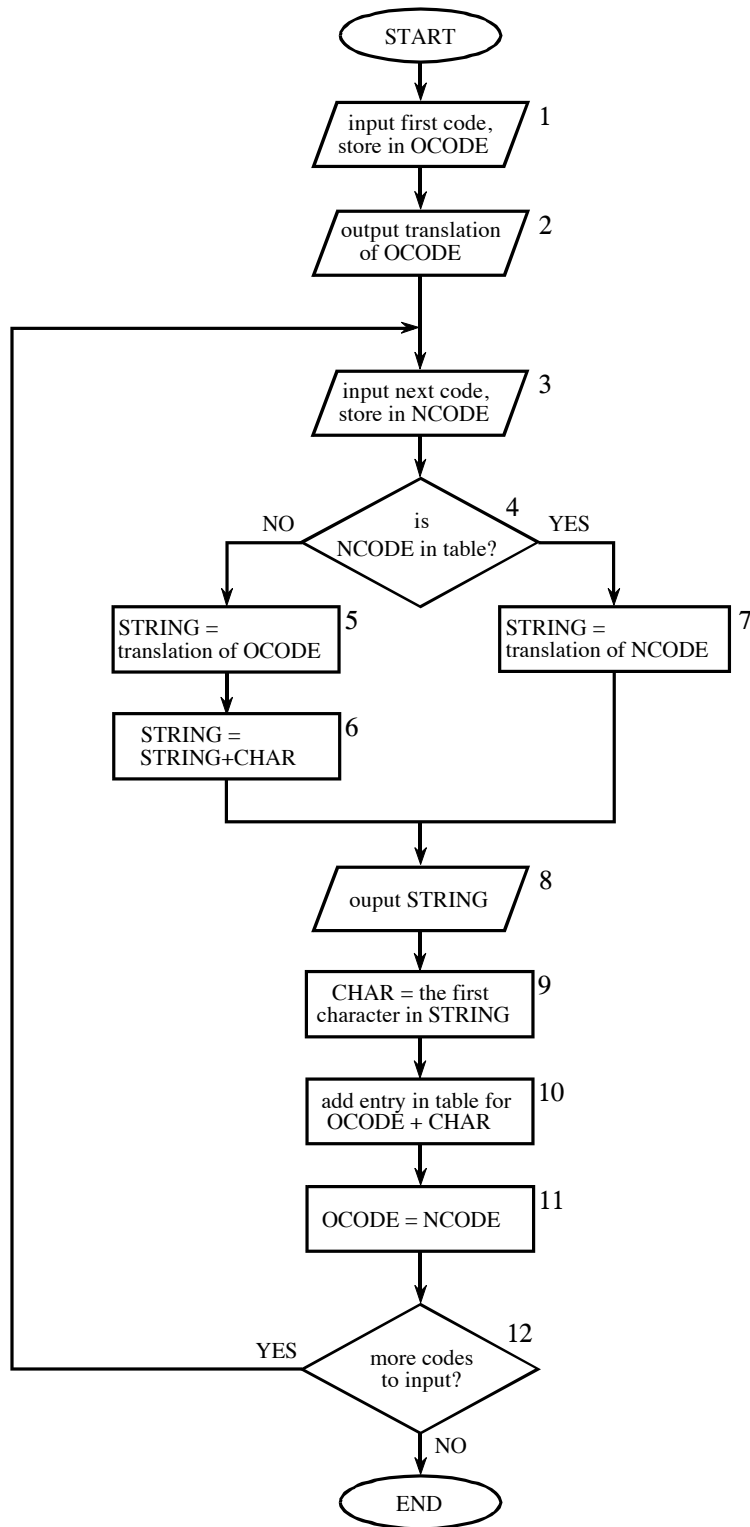 START
1
input first code,
store in OCODE
2
output translation
of OCODE
3
input next code,
store in NCODE
4
NO
is
YES
NCODE in table?
5
STRING =
translation of OCODE
7
STRING =
translation of NCODE
6
STRING =
STRING+CHAR
8
ouput STRING
9
CHAR = the first
character in STRING
10
add entry in table for
OCODE + CHAR
11
OCODE = NCODE
12
YES
more codes
to input?
NO
END